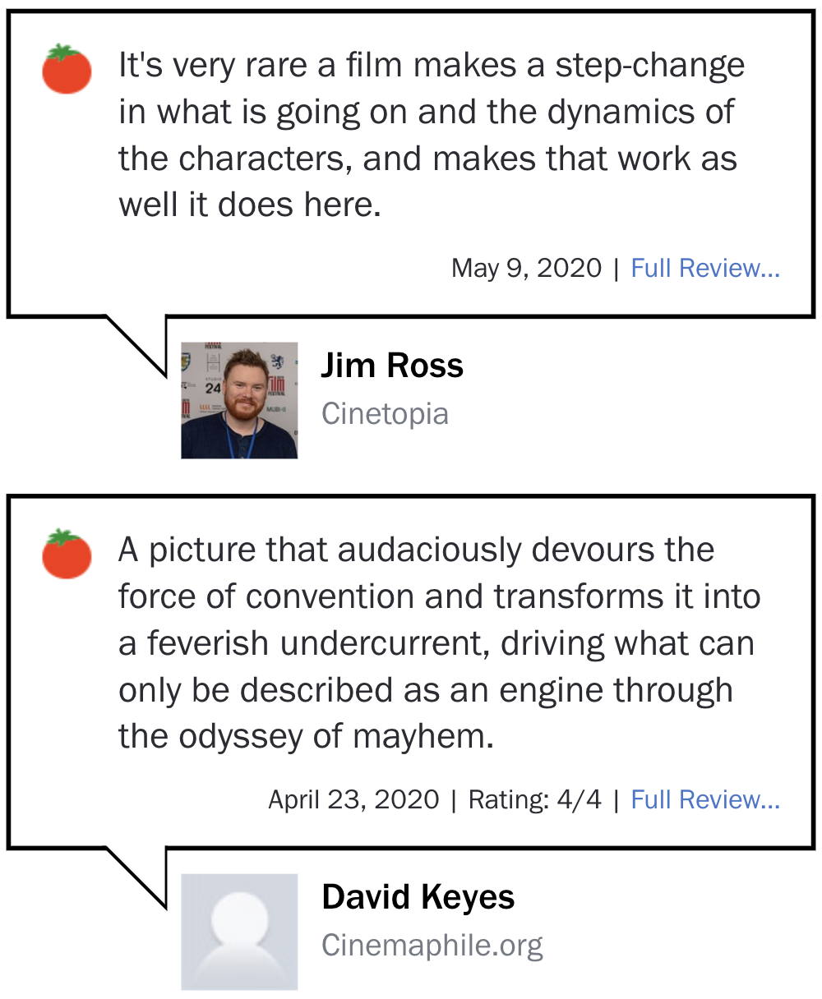 It's very rare a film makes a step-change
in what is going on and the dynamics of
the characters, and makes that work as
well it does here.
May 9, 2020 | Full Review...
24
Jim Ross
Cinetopia
A picture that audaciously devours the
force of convention and transforms it into
a feverish undercurrent, driving what can
only be described as an engine through
the odyssey of mayhem.
April 23, 2020 | Rating: 4/4 | Full Review...
David Keyes
Cinemaphile.org